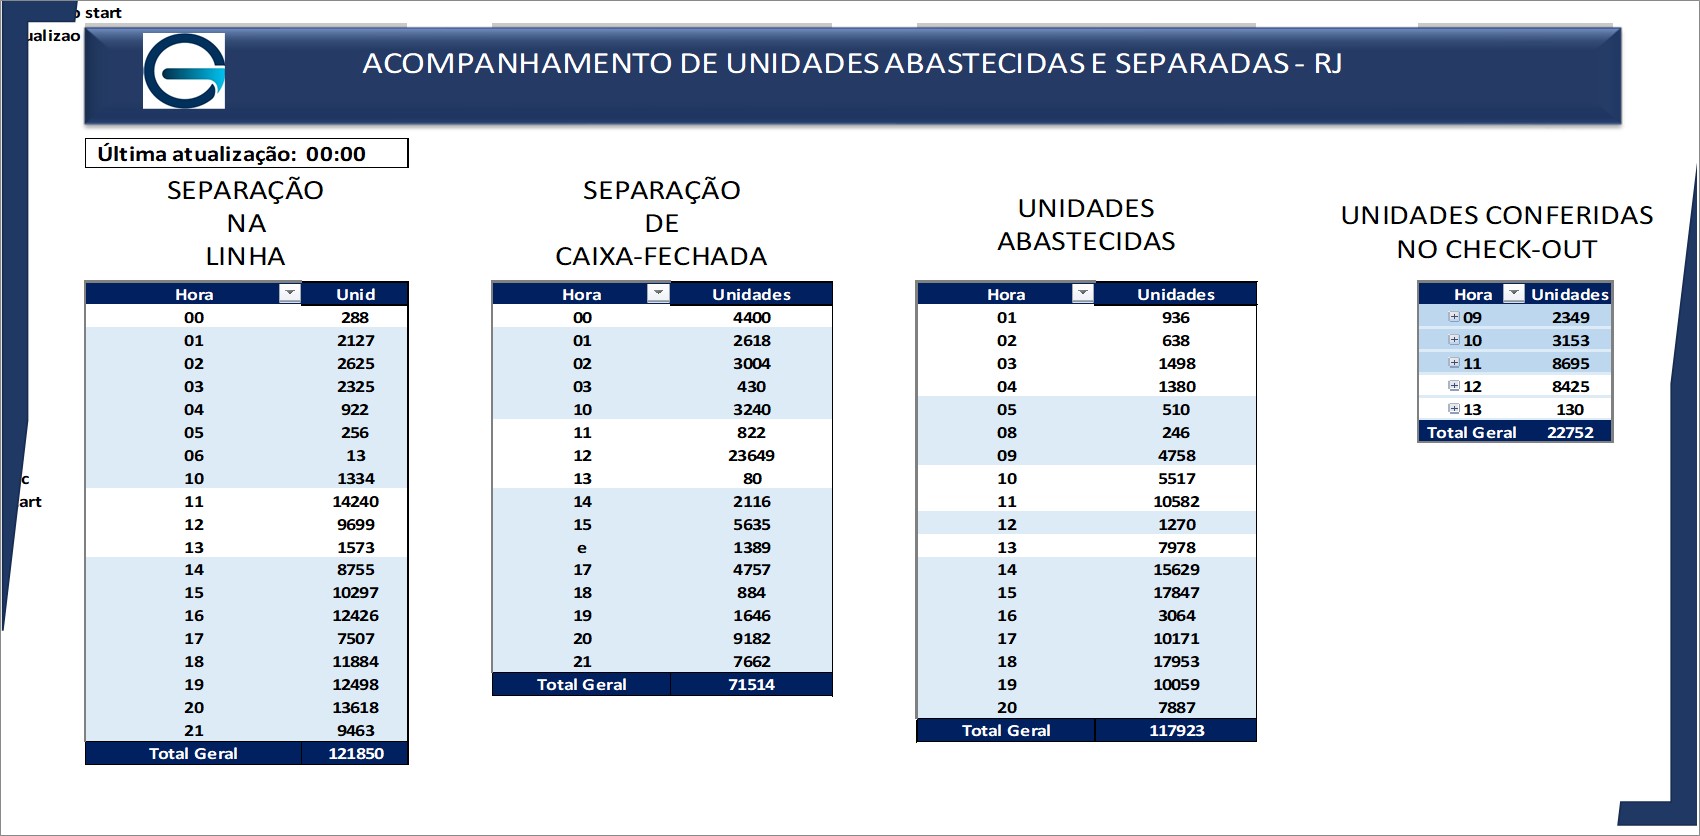 start
ualizao
ACOMPANHAMENTO DE UNIDADES ABASTECIDAS E SEPARADAS - RJ
Última atualização: 00:00
SEPARAÇÃO
NA
LINHA
Hora Unid
00 288
01 2127
02 2625
03 2325
04 922
05 256
06 13
10 1334
11 14240
12 9699
13 1573
14 8755
15 10297
16 12426
17 7507
18 11884
19 12498
20 13618
21 9463
Total Geral 121850
SEPARAÇÃO
DE
CAIXA-FECHADA
Hora Unidades
00 4400
01 2618
02 3004
03 430
10 3240
11 822
12 23649
13 80
14 2116
15 5635
e 1389
17 4757
18 884
19 1646
20 9182
21 7662
Total Geral 71514
UNIDADES
ABASTECIDAS
Hora Unidades
01 936
02 638
03 1498
04 1380
05 510
08 246
09 4758
10 5517
11 10582
12 1270
13 7978
14 15629
15 17847
16 3064
17 10171
18 17953
19 10059
20 7887
Total Geral 117923
UNIDADES CONFERIDAS
NO CHECK-OUT
Hora Unidades
09 2349
10 3153
11 8695
12 8425
13 130
Total Geral 22752
c
art